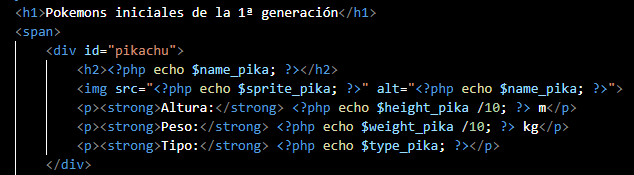 <h1>Pokemons iniciales de la 1ª generación</h1>
<span>
<div id="pikachu">
<h2><?php echo $name_pika; ?></h2>
<img src="<?php echo $sprite_pika; ?>" alt="<?php echo $name_pika; ?>">
<p><strong>Altura:</strong> <?php echo $height_pika /10; ?> m</p>
<p><strong>Peso:</strong> <?php echo $weight_pika /10; ?> kg</p>
<p><strong>Tipo:</strong> <?php echo $type_pika; ?></p>
</div>